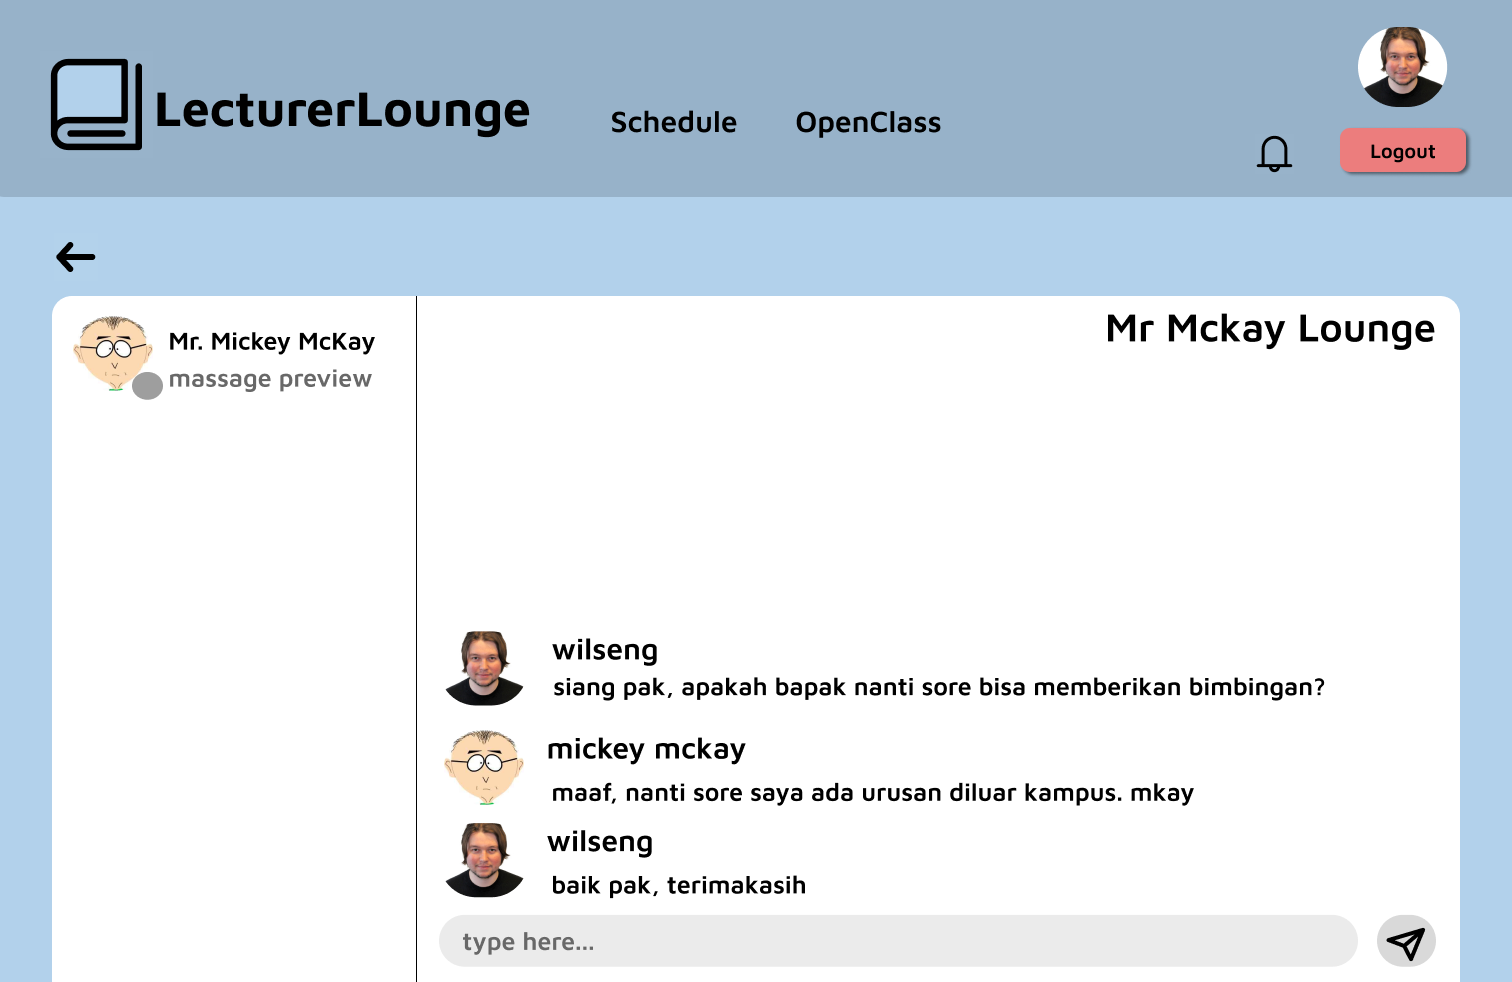 LecturerLounge
Schedule
OpenClass
Logout
Mr. Mickey McKay
massage preview
Mr Mckay Lounge
wilseng
siang pak, apakah bapak nanti sore bisa memberikan bimbingan?
mickey mckay
maaf, nanti sore saya ada urusan diluar kampus. mkay
wilseng
baik pak, terimakasih
type here...